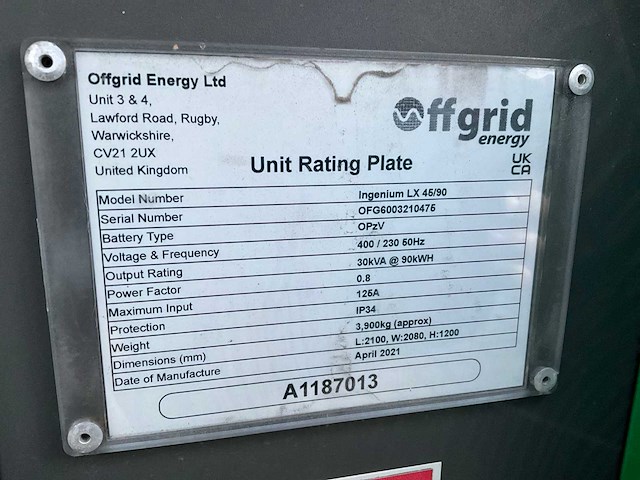 Offgrid Energy Ltd
Unit 3 & 4,
Lawford Road, Rugby,
Warwickshire,
CV21 2UX
United Kingdom
Offgrid
energy
UK
CA
Unit Rating Plate
Model Number Ingenium LX 45/90
Serial Number OFG6003210475
Battery Type OPzV
Voltage & Frequency 400 / 230 50Hz
Output Rating 30kVA @ 90kWH
Power Factor 0.8
Maximum Input 125A
Protection IP34
Weight 3,900kg (approx)
Dimensions (mm) L:2100, W:2080, H:1200
Date of Manufacture April 2021
A1187013